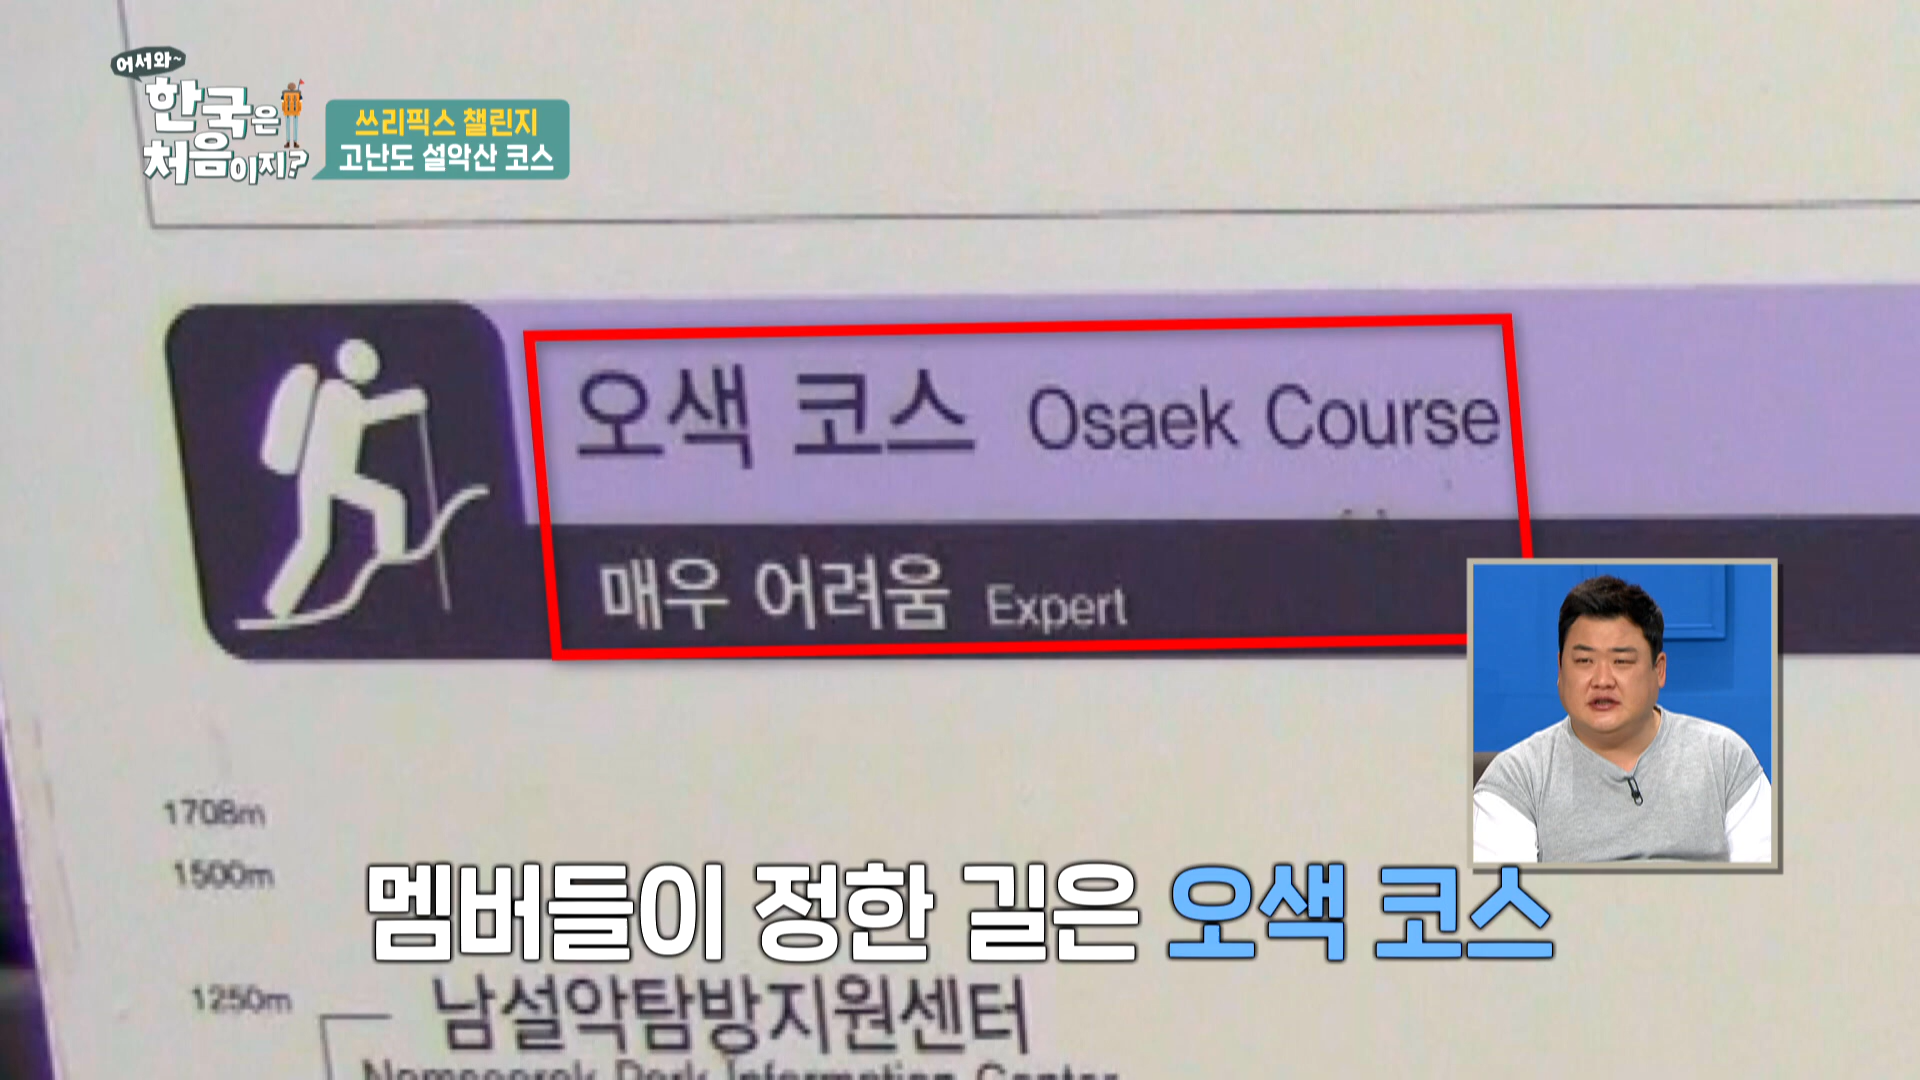 어서와~
한국은
처음이지?
쓰리픽스 챌린지
고난도 설악산 코스
오색 코스 Osaek Course
매우 어려움 Expert
1708m
1500m
멤버들이 정한 길은 오색 코스
1250m
남설악탐방지원센터
Park Information Center